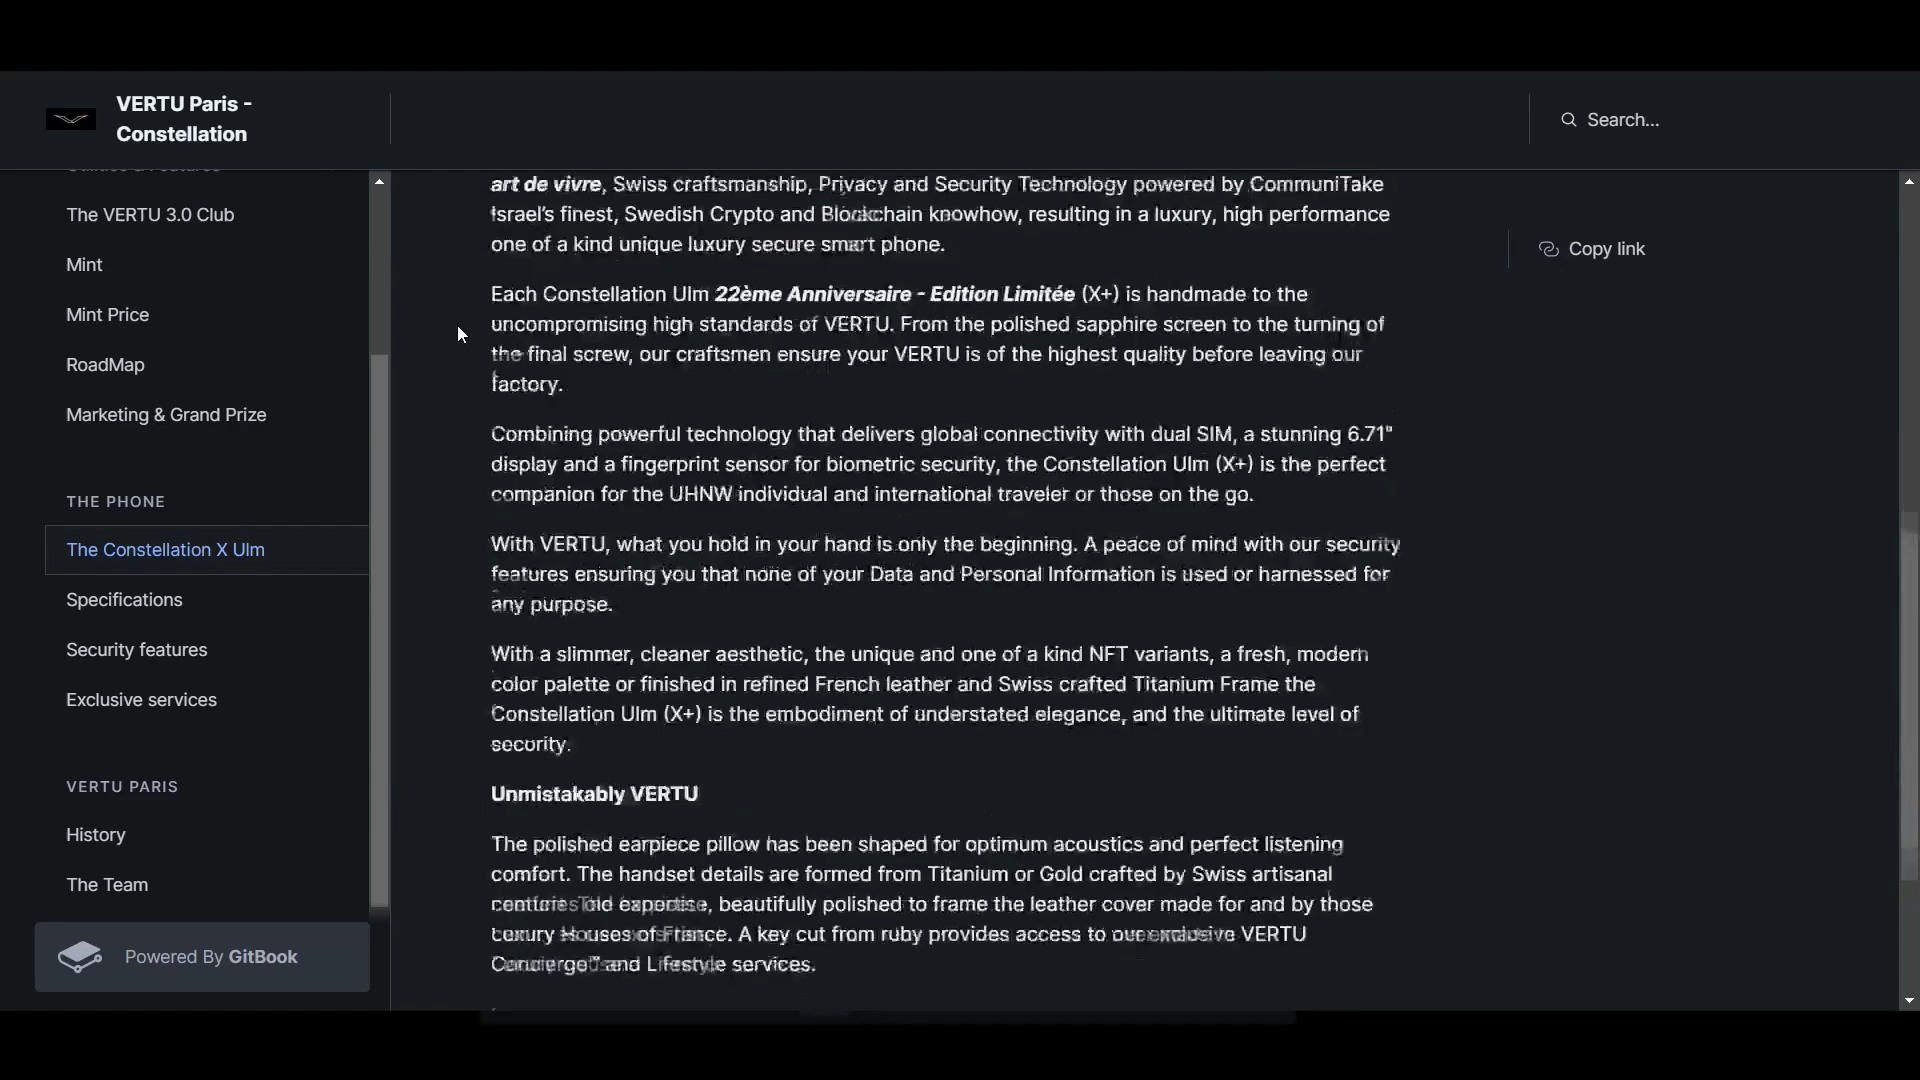 VERTU Paris -
Constellation
Search...
Utilities & Features
The VERTU 3.0 Club
Mint
Mint Price
RoadMap
Marketing & Grand Prize
THE PHONE
The Constellation X Ulm
Specifications
Security features
Exclusive services
VERTU PARIS
History
The Team
Powered By GitBook
art de vivre, Swiss craftsmanship, Privacy and Security Technology powered by CommuniTake
Israel’s finest, Swedish Crypto and Blockchain knowhow, resulting in a luxury, high performance
one of a kind unique luxury secure smart phone.
Each Constellation Ulm 22ème Anniversaire - Edition Limitée (X+) is handmade to the
uncompromising high standards of VERTU. From the polished sapphire screen to the turning of
the final screw, our craftsmen ensure your VERTU is of the highest quality before leaving our
factory.
Combining powerful technology that delivers global connectivity with dual SIM, a stunning 6.71"
display and a fingerprint sensor for biometric security, the Constellation Ulm (X+) is the perfect
companion for the UHNW individual and international traveler or those on the go.
With VERTU, what you hold in your hand is only the beginning. A peace of mind with our security
features ensuring you that none of your Data and Personal Information is used or harnessed for
any purpose.
With a slimmer, cleaner aesthetic, the unique and one of a kind NFT variants, a fresh, modern
color palette or finished in refined French leather and Swiss crafted Titanium Frame the
Constellation Ulm (X+) is the embodiment of understated elegance, and the ultimate level of
security.
Unmistakably VERTU
The polished earpiece pillow has been shaped for optimum acoustics and perfect listening
comfort. The handset details are formed from Titanium or Gold crafted by Swiss artisanal
centuries old expertise, beautifully polished to frame the leather cover made for and by those
Luxury Houses of France. A key cut from ruby provides access to our exclusive VERTU
Concierge™ and Lifestyle services.
Copy link